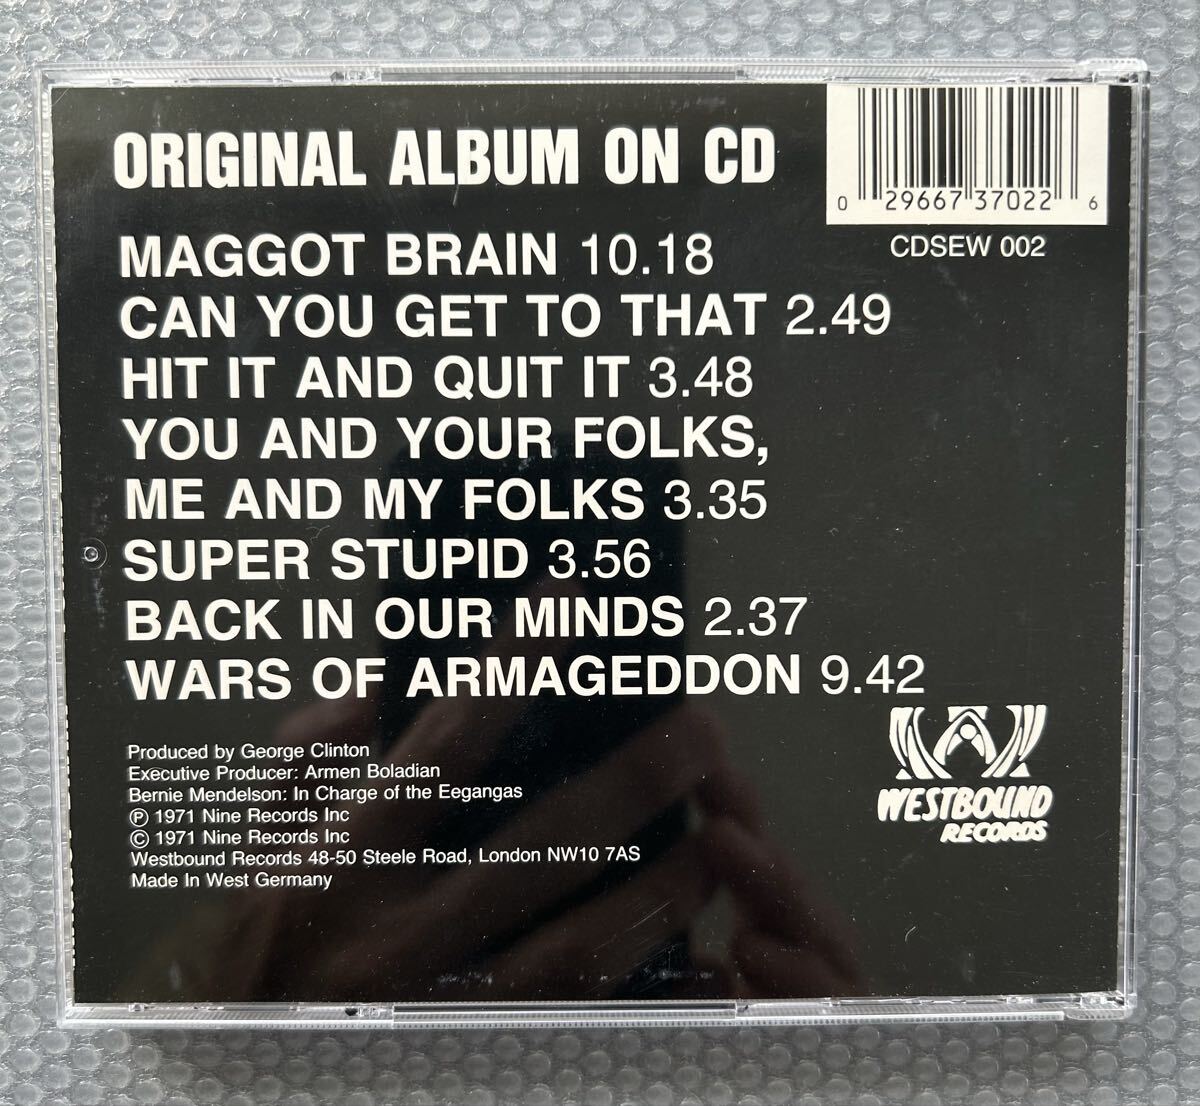 ORIGINAL ALBUM ON CD
0 29667 37022 6
CDSEW 002
MAGGOT BRAIN 10.18
CAN YOU GET TO THAT 2.49
HIT IT AND QUIT IT 3.48
YOU AND YOUR FOLKS,
ME AND MY FOLKS 3.35
SUPER STUPID 3.56
BACK IN OUR MINDS 2.37
WARS OF ARMAGEDDON 9.42
Produced by George Clinton
Executive Producer: Armen Boladian
Bernie Mendelson: In Charge of the Eegangas
Ⓟ 1971 Nine Records Inc
© 1971 Nine Records Inc
Westbound Records 48-50 Steele Road, London NW10 7AS
Made In West Germany
WESTBOUND
RECORDS